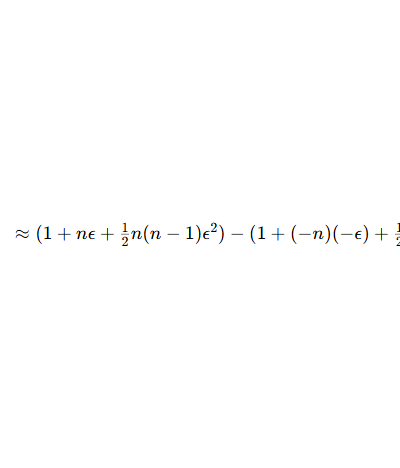 ≈ (1 + nϵ + ½n(n − 1)ϵ²) − (1 + (−n)(−ϵ) +